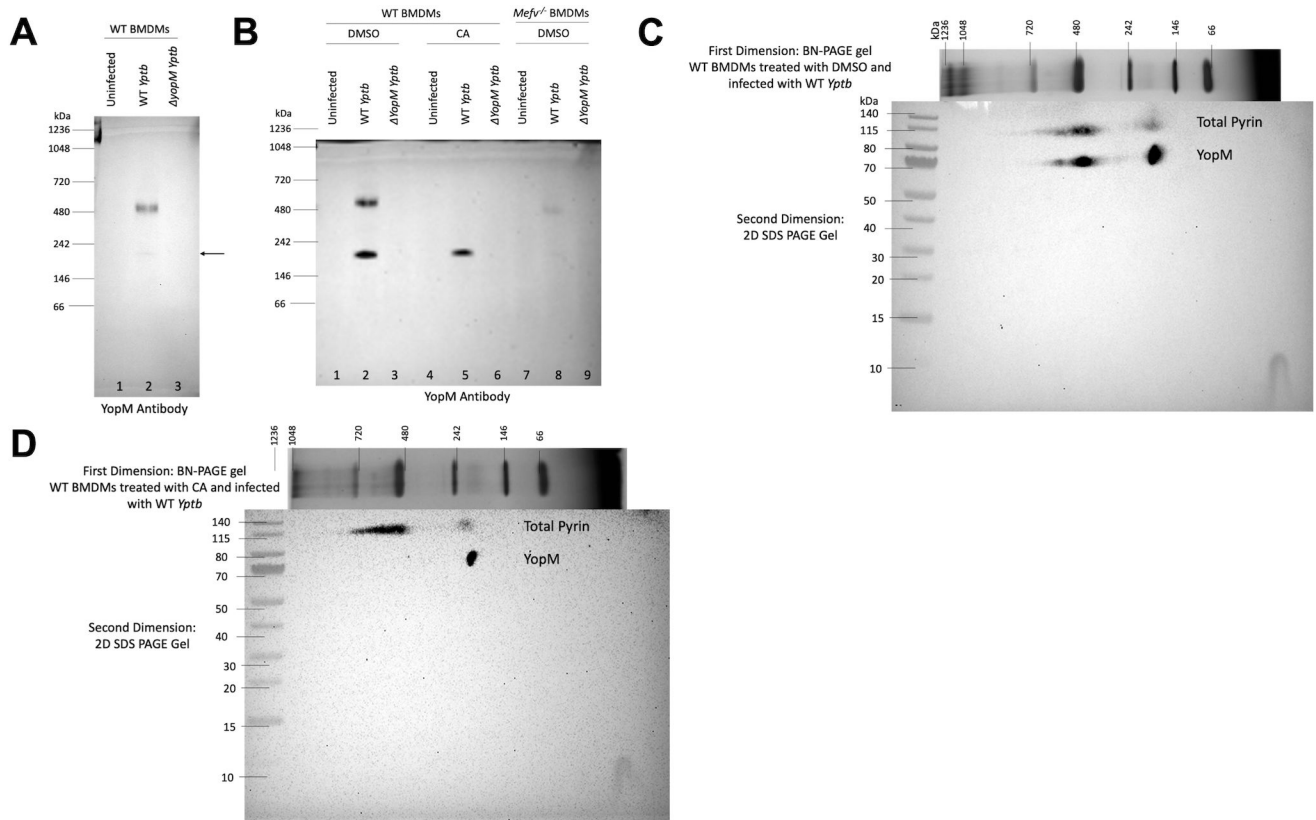 A
WT BMDMs
Uninfected
WT Yptb
ΔyopM Yptb
kDa
1236
1048
720
480
242
146
66
1 2 3
YopM Antibody
B
WT BMDMs
Mefv-/- BMDMs
DMSO
CA
DMSO
Uninfected
WT Yptb
ΔYopM Yptb
Uninfected
WT Yptb
ΔYopM Yptb
Uninfected
WT Yptb
ΔYopM Yptb
kDa
1236
1048
720
480
242
146
66
1 2 3 4 5 6 7 8 9
YopM Antibody
C
kDa
1236
1048
720
480
242
146
66
First Dimension: BN-PAGE gel
WT BMDMs treated with DMSO and
infected with WT Yptb
kDa
140
115
80
70
50
40
30
20
15
10
Total Pyrin
YopM
Second Dimension:
2D SDS PAGE Gel
D
1236
1048
720
480
242
146
66
First Dimension: BN-PAGE gel
WT BMDMs treated with CA and infected
with WT Yptb
140
115
80
70
50
40
30
20
15
10
Total Pyrin
YopM
Second Dimension:
2D SDS PAGE Gel